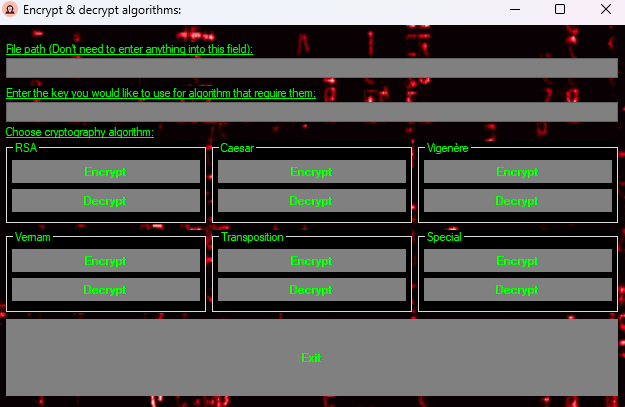 Encrypt & decrypt algorithms:
File path (Don't need to enter anything into this field):
Enter the key you would like to use for algorithm that require them:
Choose cryptography algorithm:
RSA Caesar Vigenère
Encrypt Encrypt Encrypt
Decrypt Decrypt Decrypt
Vernam Transposition Special
Encrypt Encrypt Encrypt
Decrypt Decrypt Decrypt
Exit